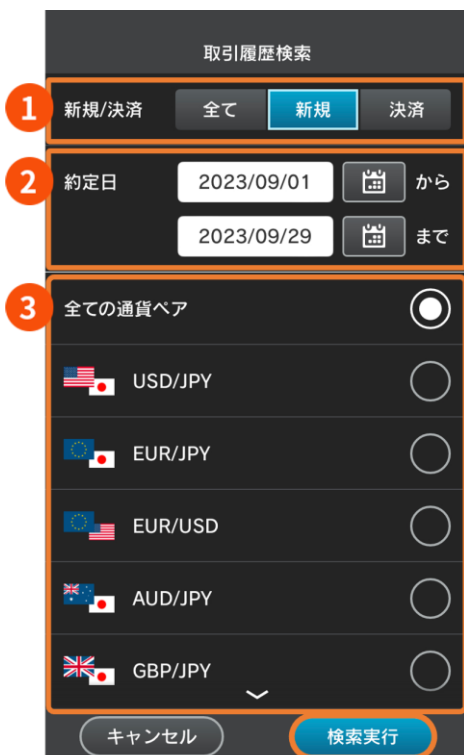 取引履歴検索
1 新規/決済 全て 新規 決済
2 約定日 2023/09/01 から
2023/09/29 まで
3 全ての通貨ペア
USD/JPY
EUR/JPY
EUR/USD
AUD/JPY
GBP/JPY
キャンセル 検索実行